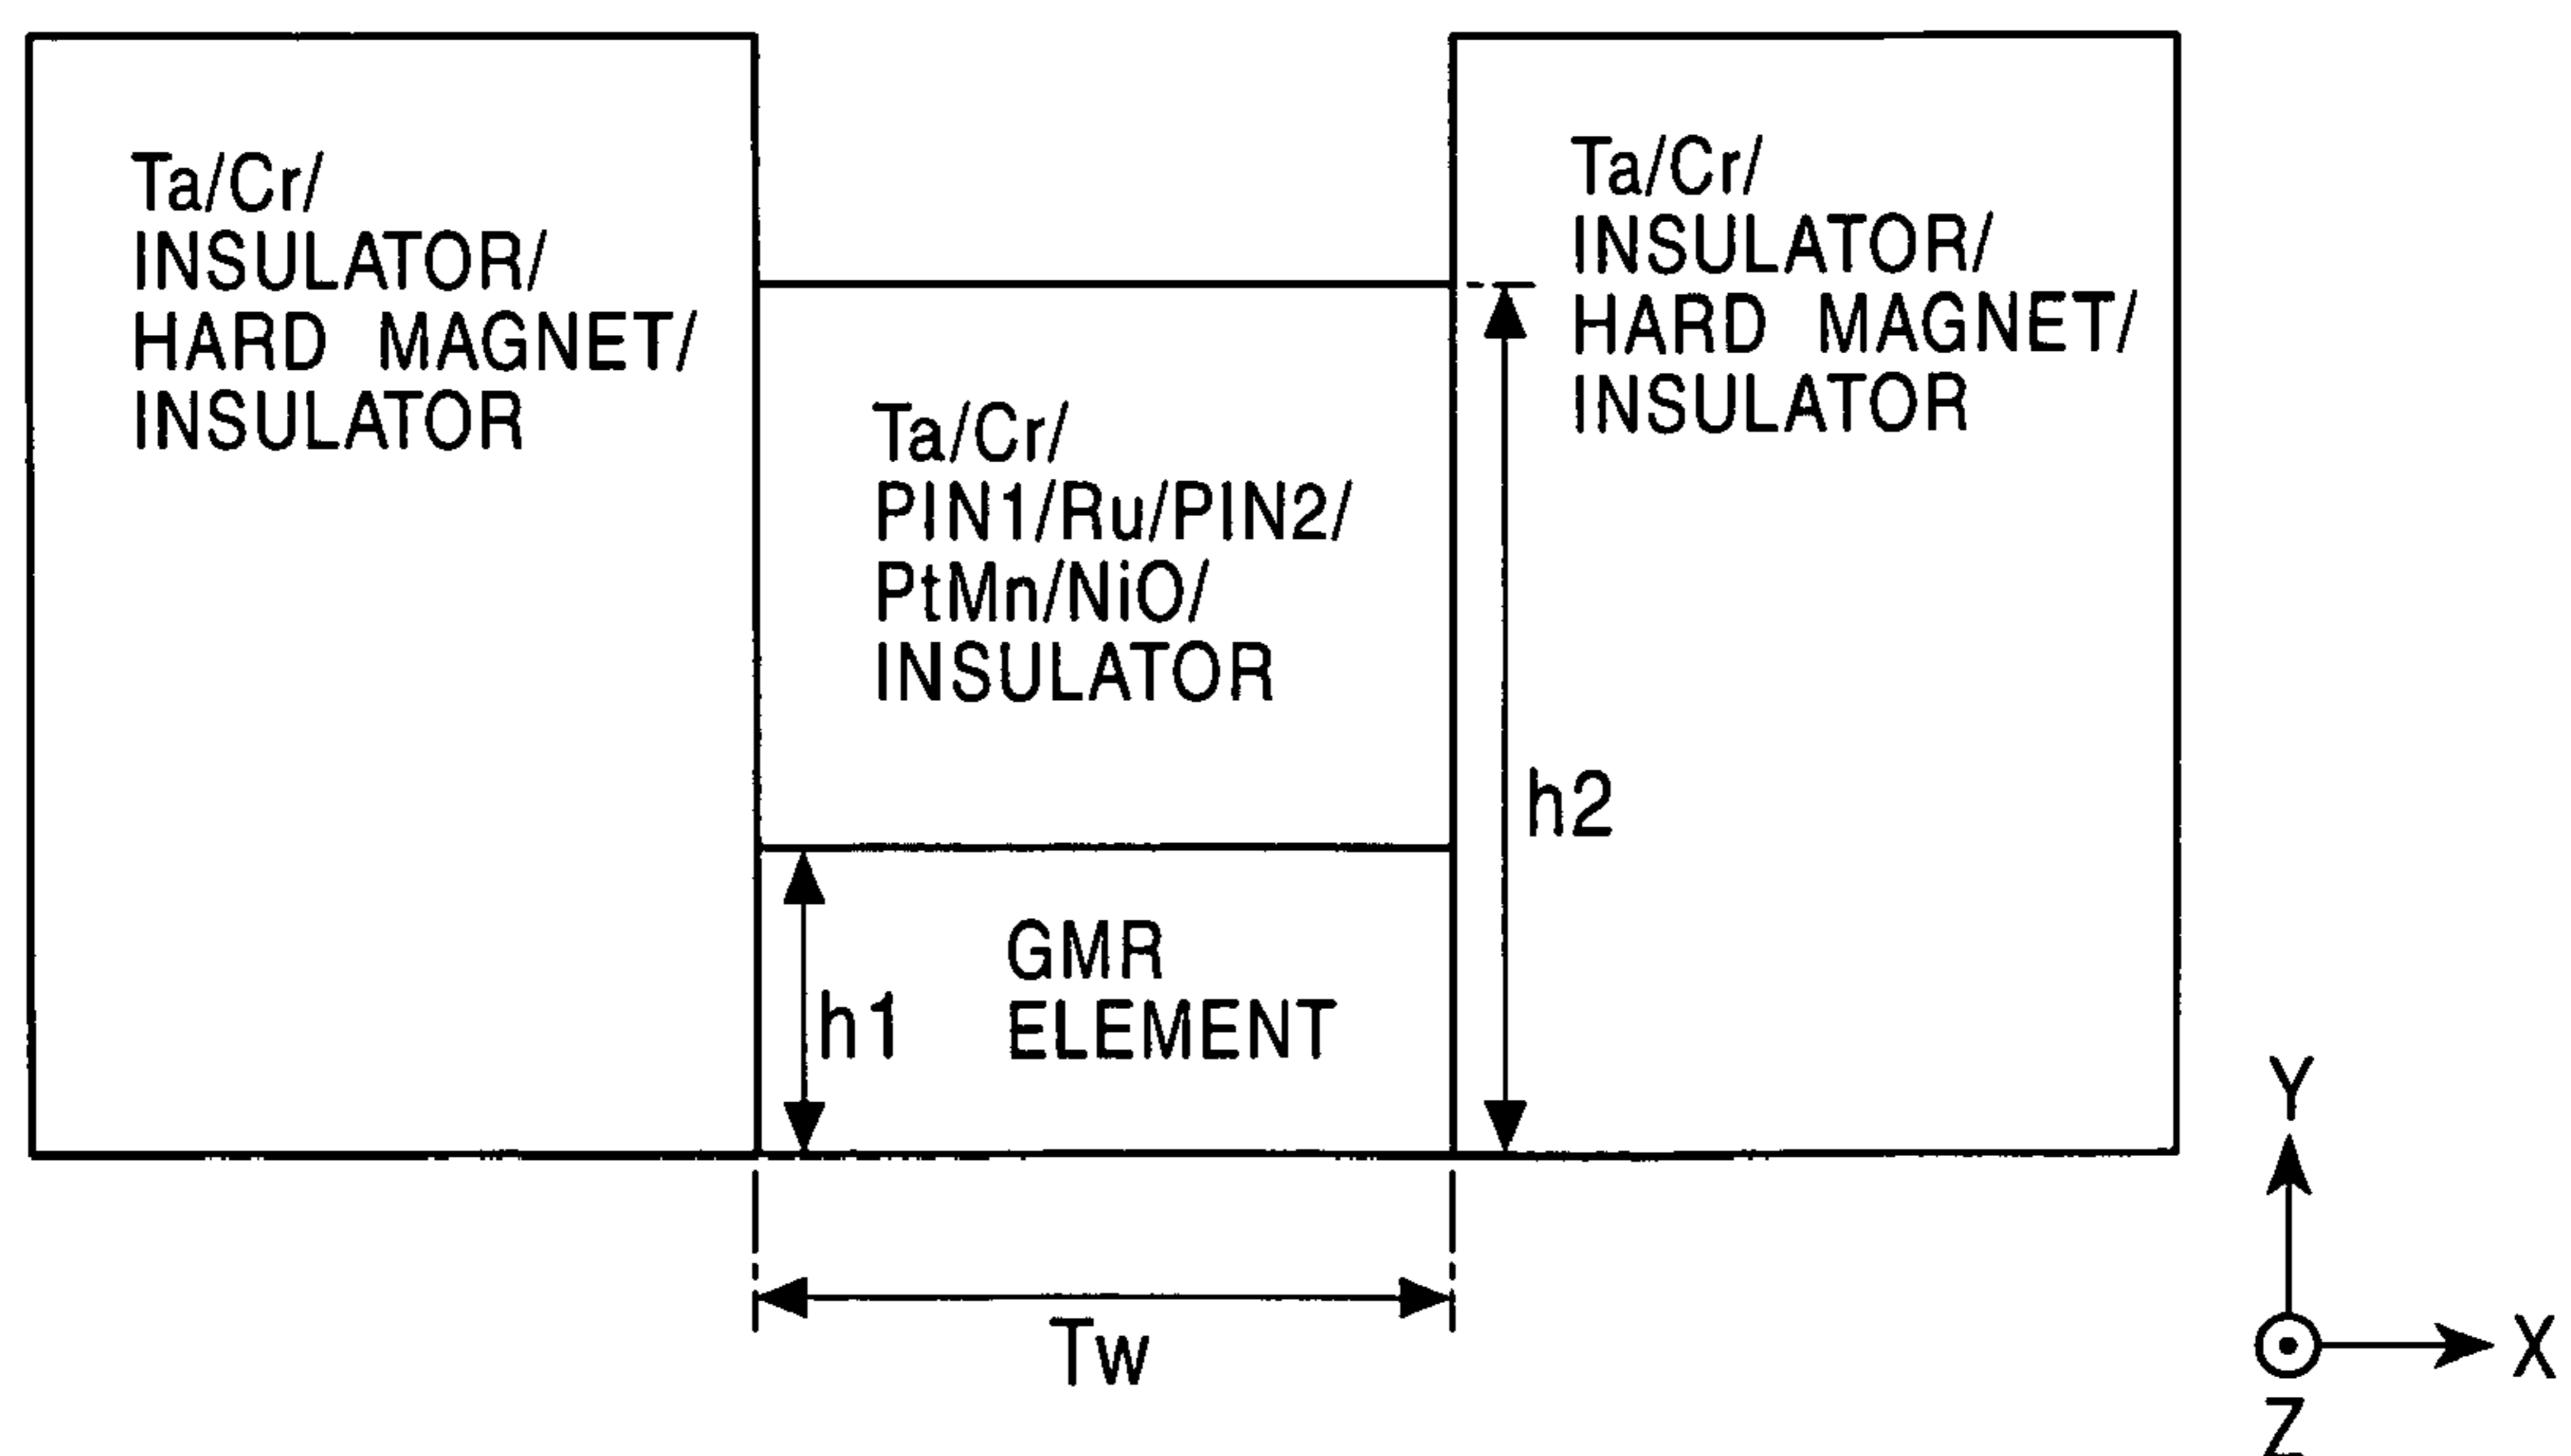 Ta/Cr/
INSULATOR/
HARD MAGNET/
INSULATOR
Ta/Cr/
PIN1/Ru/PIN2/
PtMn/NiO/
INSULATOR
Ta/Cr/
INSULATOR/
HARD MAGNET/
INSULATOR
h2
h1
GMR
ELEMENT
Tw
Y
X
Z